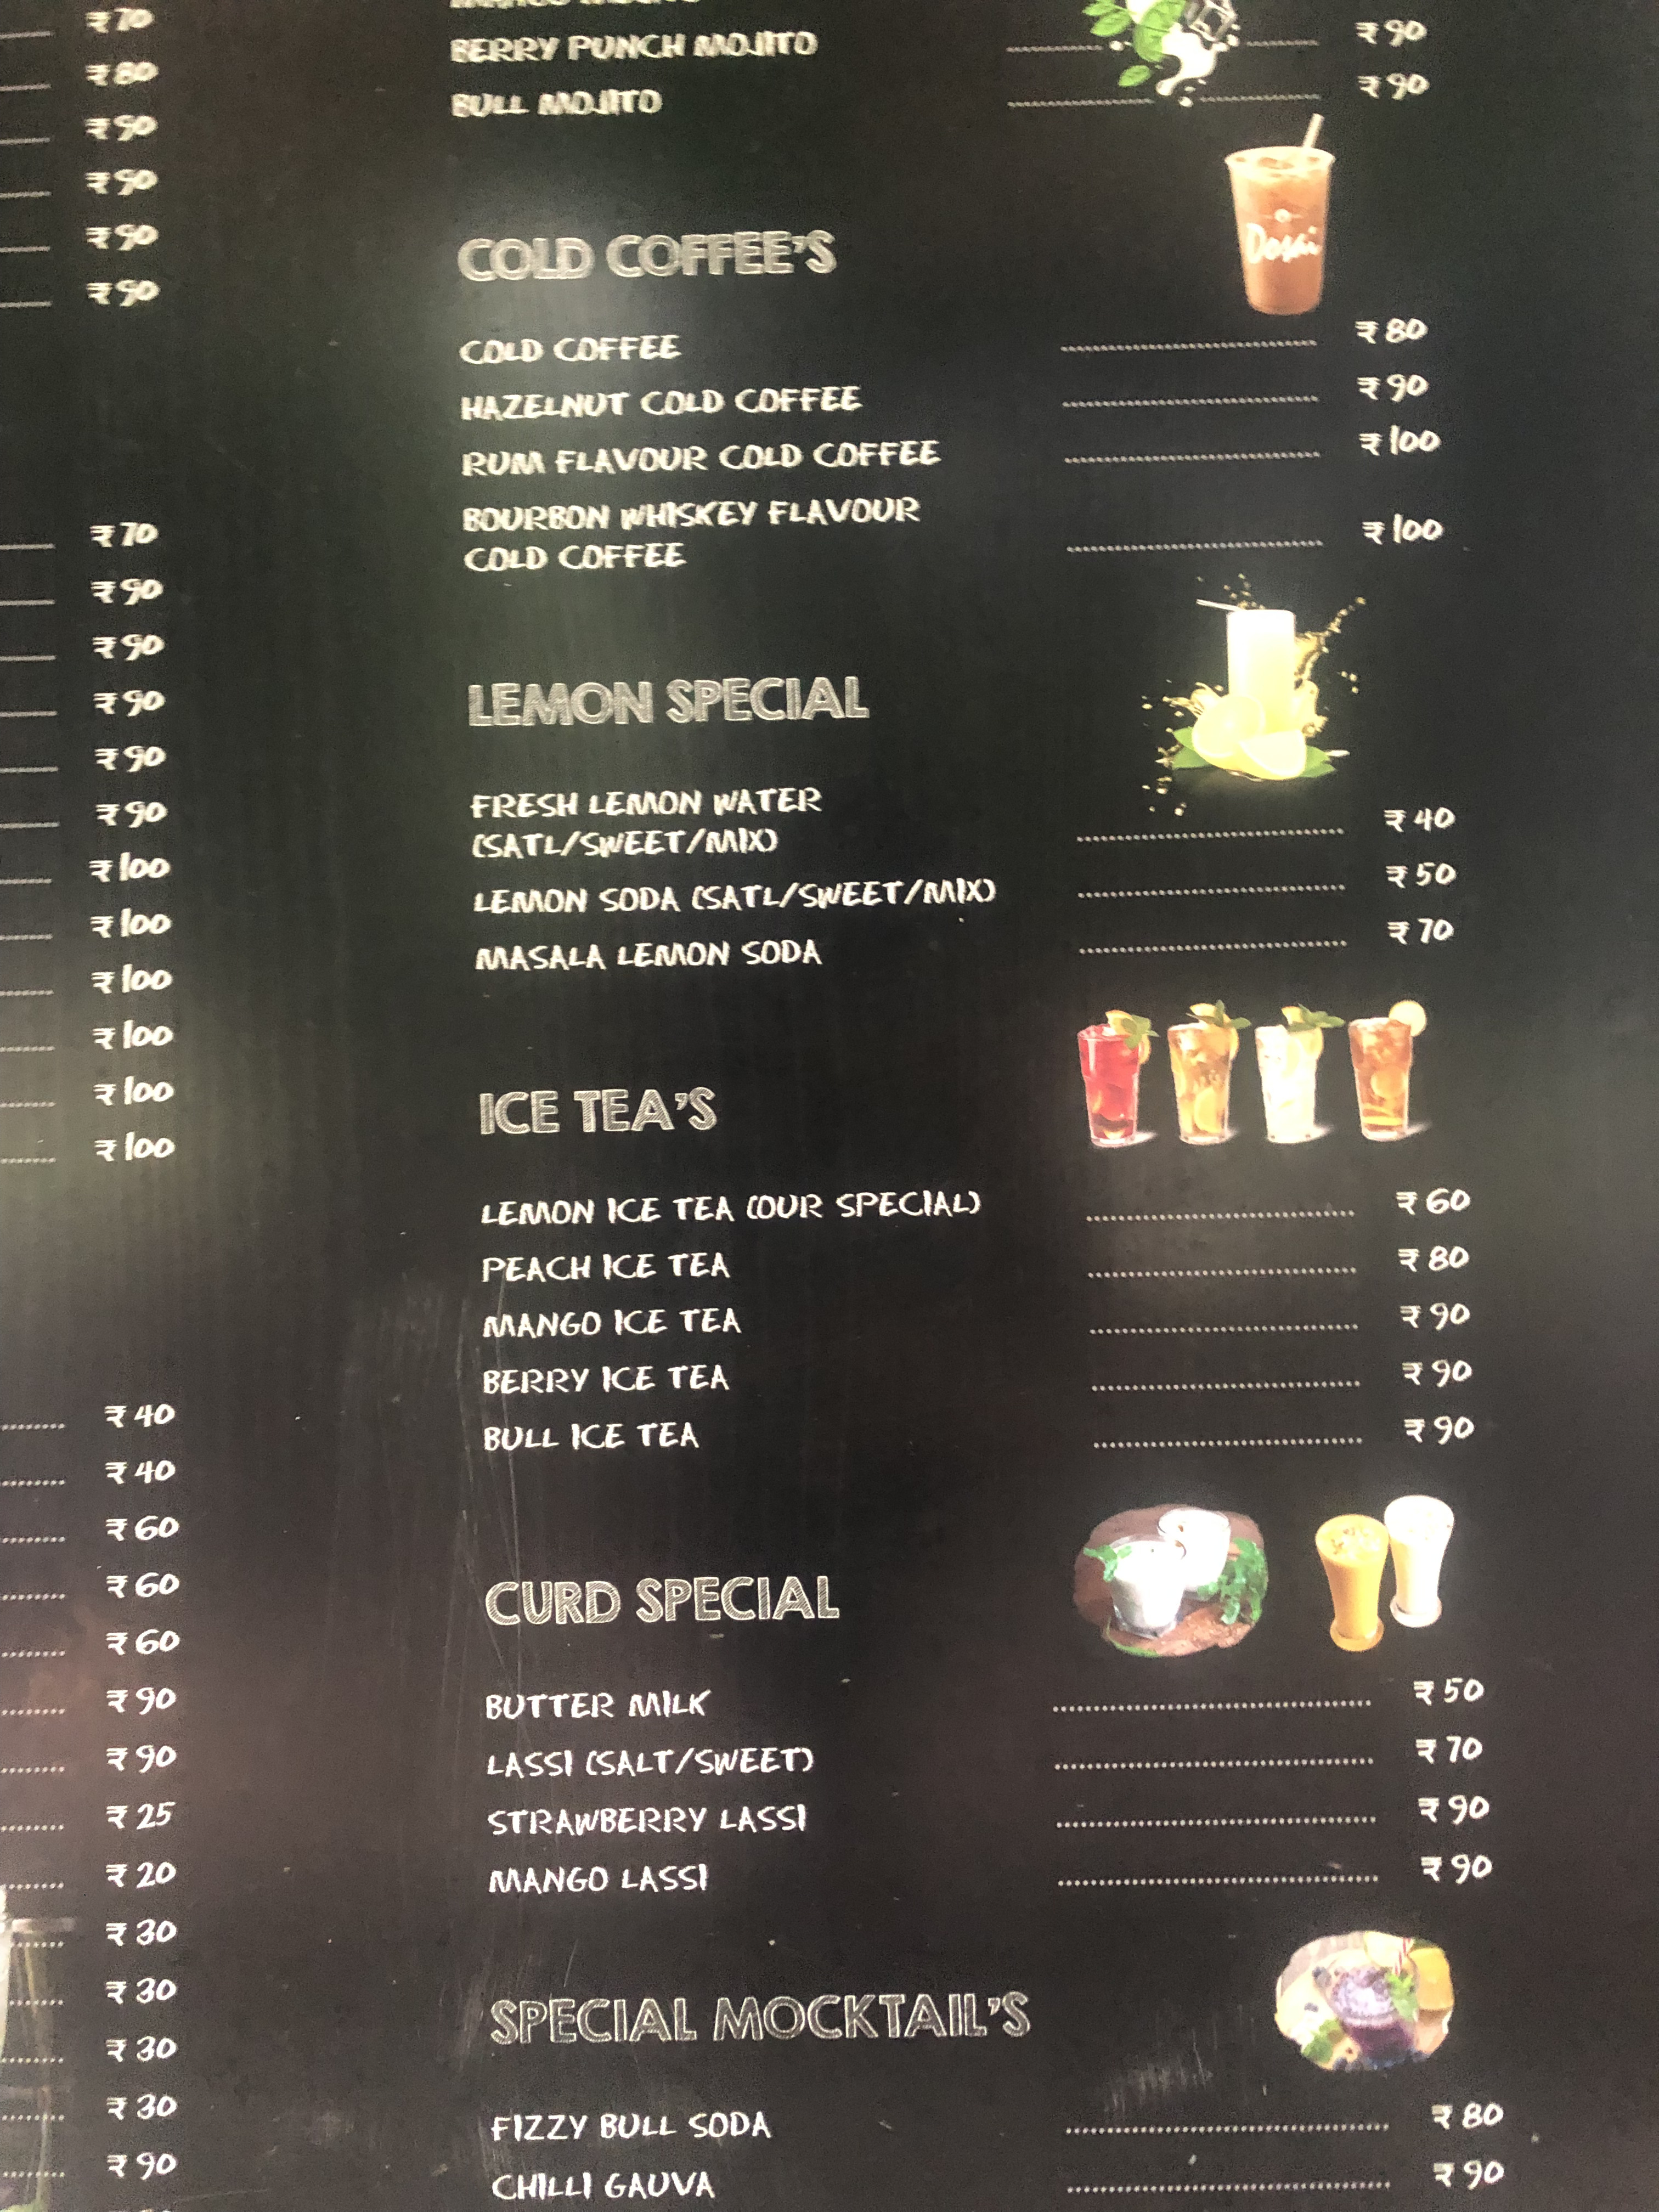 ₹70
₹80
₹90
₹90
₹90
₹90
₹70
₹90
₹90
₹90
₹90
₹90
₹100
₹100
₹100
₹100
₹100
₹100
₹40
₹40
₹60
₹60
₹60
₹90
₹90
₹25
₹20
₹30
₹30
₹30
₹30
₹90
BERRY PUNCH MOJITO ₹90
BULL MOJITO ₹90
COLD COFFEE'S
Desai
COLD COFFEE ₹80
HAZELNUT COLD COFFEE ₹90
RUM FLAVOUR COLD COFFEE ₹100
BOURBON WHISKEY FLAVOUR
COLD COFFEE ₹100
LEMON SPECIAL
FRESH LEMON WATER
(SATL/SWEET/MIX) ₹40
LEMON SODA (SATL/SWEET/MIX) ₹50
MASALA LEMON SODA ₹70
ICE TEA'S
LEMON ICE TEA (OUR SPECIAL) ₹60
PEACH ICE TEA ₹80
MANGO ICE TEA ₹90
BERRY ICE TEA ₹90
BULL ICE TEA ₹90
CURD SPECIAL
BUTTER MILK ₹50
LASSI (SALT/SWEET) ₹70
STRAWBERRY LASSI ₹90
MANGO LASSI ₹90
SPECIAL MOCKTAIL'S
FIZZY BULL SODA ₹80
CHILLI GAUVA ₹90